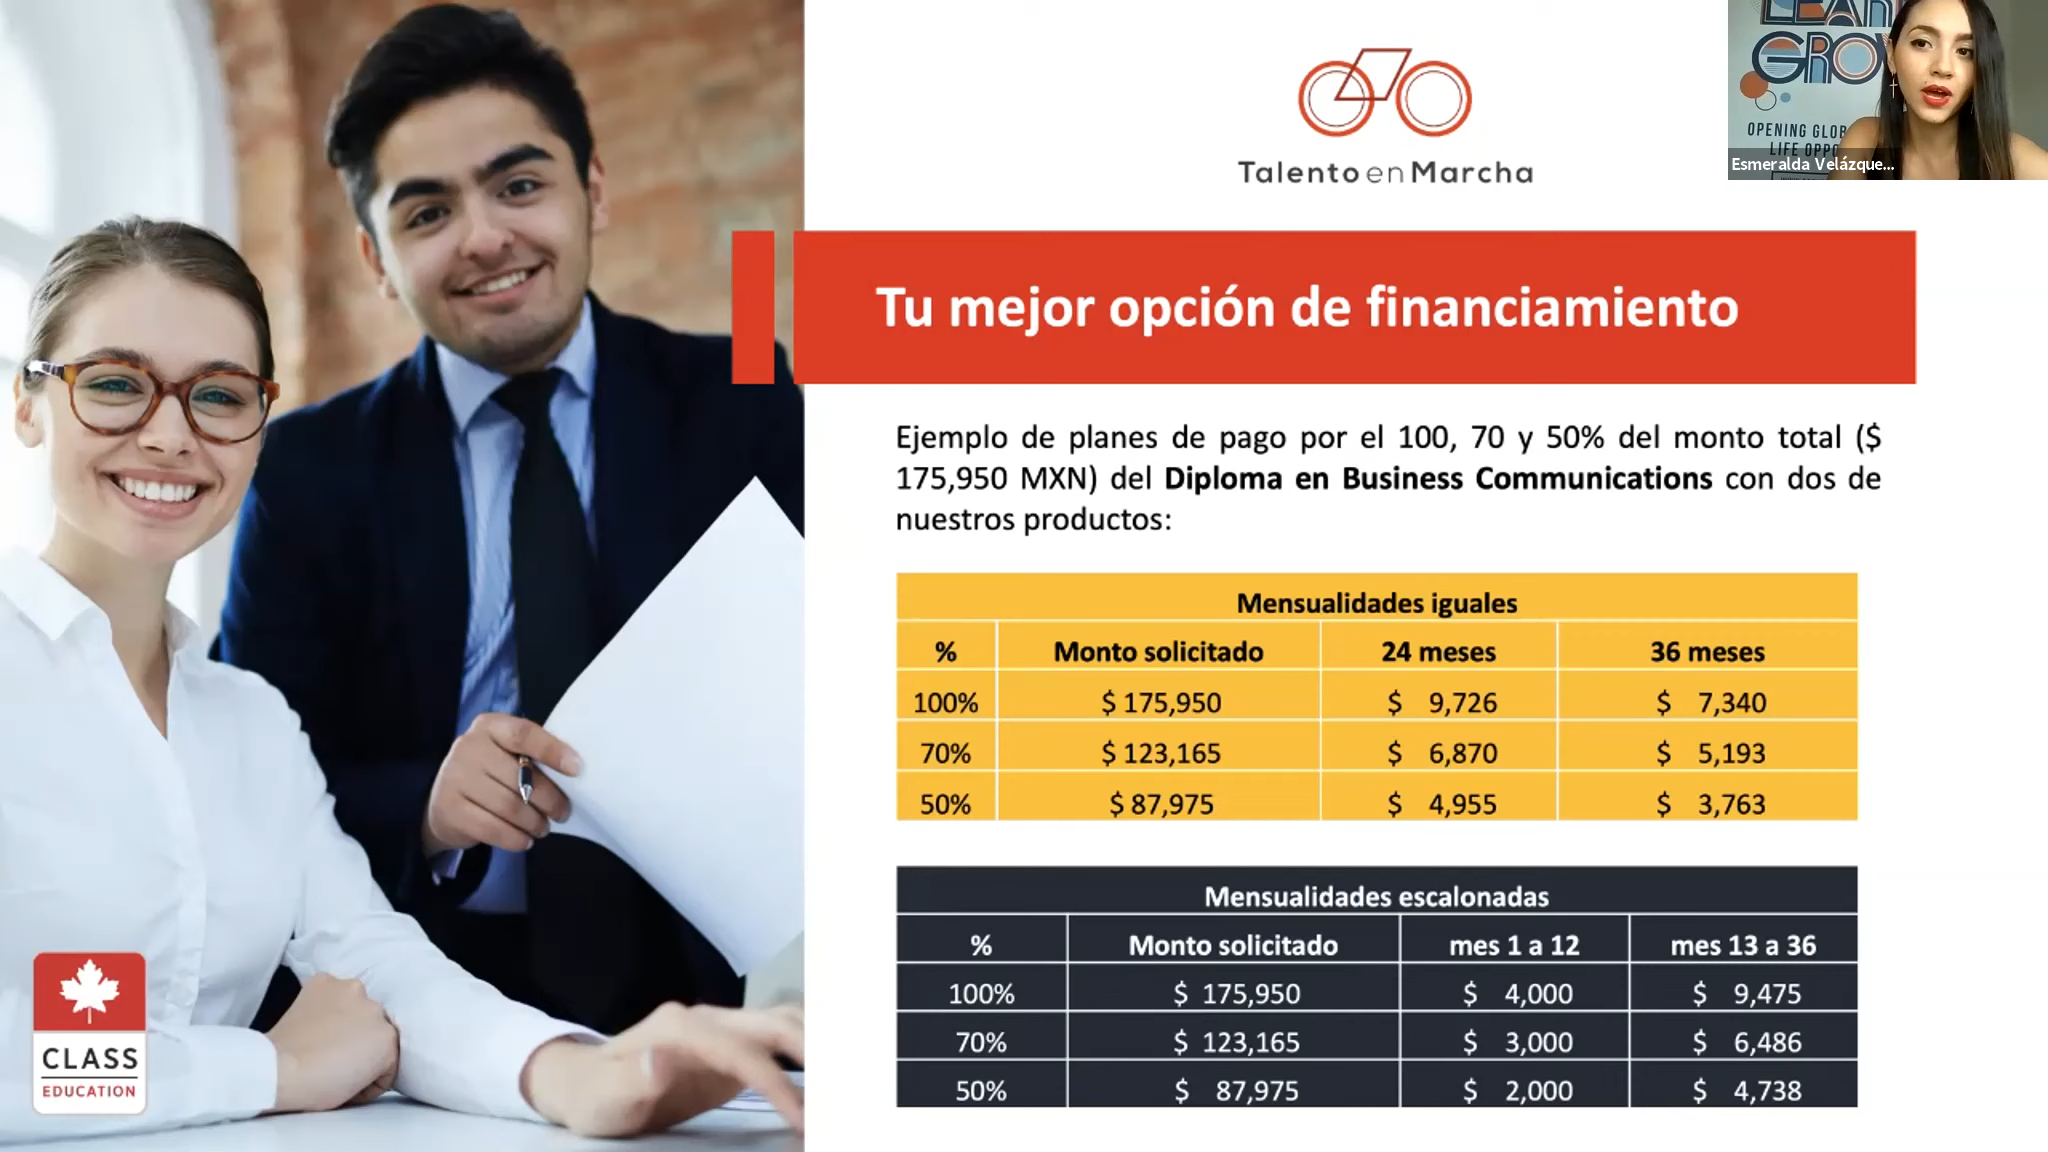 Talento en Marcha
LEAR
GRO
OPENING GLOB
LIFE OPPO
Esmeralda Velázque...
Tu mejor opción de financiamiento
Ejemplo de planes de pago por el 100, 70 y 50% del monto total ($
175,950 MXN) del Diploma en Business Communications con dos de
nuestros productos:
Mensualidades iguales
% Monto solicitado 24 meses 36 meses
100% $ 175,950 $ 9,726 $ 7,340
70% $ 123,165 $ 6,870 $ 5,193
50% $ 87,975 $ 4,955 $ 3,763
Mensualidades escalonadas
% Monto solicitado mes 1 a 12 mes 13 a 36
100% $ 175,950 $ 4,000 $ 9,475
70% $ 123,165 $ 3,000 $ 6,486
50% $ 87,975 $ 2,000 $ 4,738
CLASS
EDUCATION